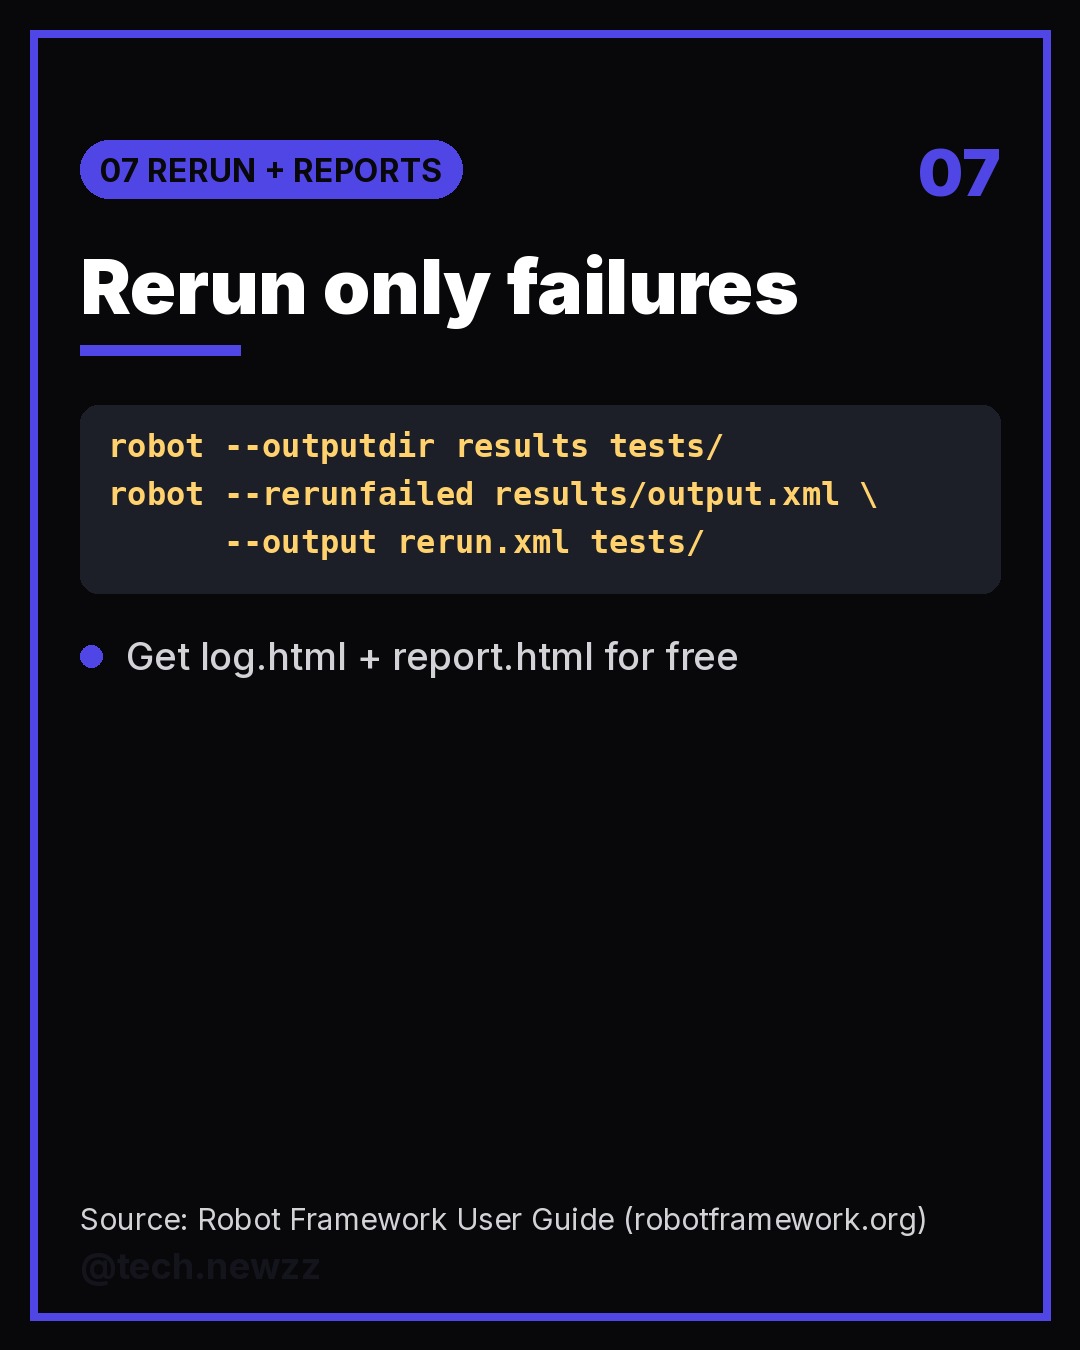 07 RERUN + REPORTS
07
Rerun only failures
robot --outputdir results tests/
robot --rerunfailed results/output.xml \
      --output rerun.xml tests/
Get log.html + report.html for free
Source: Robot Framework User Guide (robotframework.org)
@tech.newzz